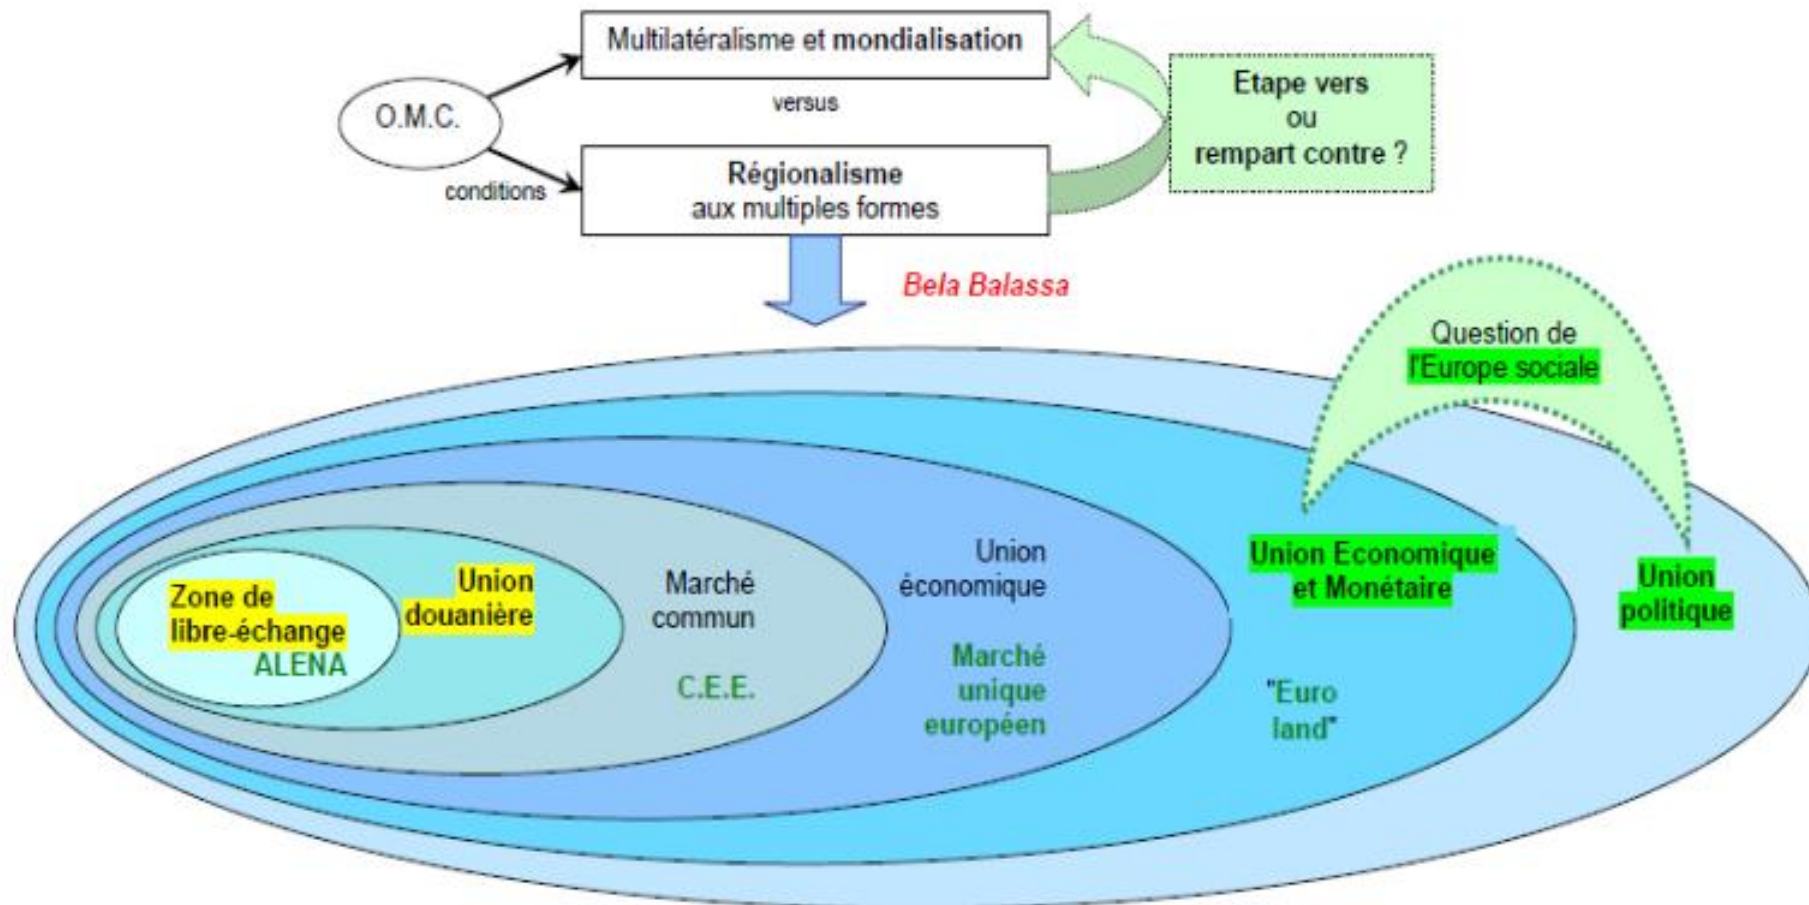 Multilatéralisme et mondialisation
O.M.C.
versus
Etape vers
ou
rempart contre ?
conditions
Régionalisme
aux multiples formes
Bela Balassa
Question de
l'Europe sociale
Zone de
libre-échange
ALENA
Union
douanière
Marché
commun
C.E.E.
Union
économique
Marché
unique
européen
Union Economique
et Monétaire
"Euro
land"
Union
politique